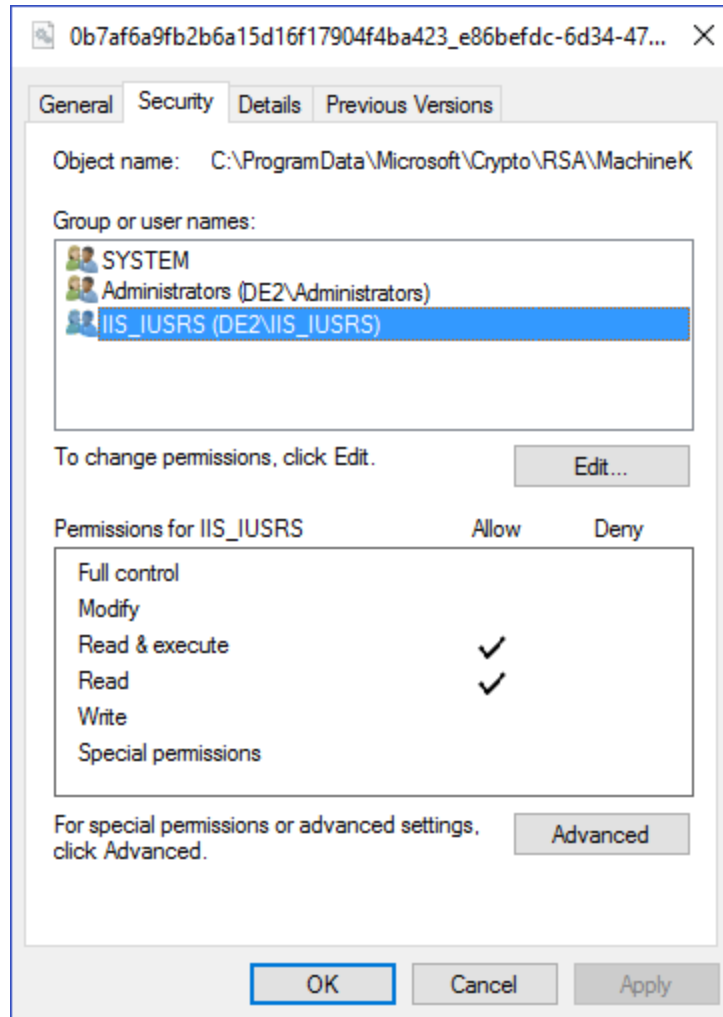 0b7af6a9fb2b6a15d16f17904f4ba423_e86befdc-6d34-47...
General Security Details Previous Versions
Object name: C:\ProgramData\Microsoft\Crypto\RSA\MachineK
Group or user names:
SYSTEM
Administrators (DE2\Administrators)
IIS_IUSRS (DE2\IIS_IUSRS)
To change permissions, click Edit.
Edit...
Permissions for IIS_IUSRS Allow Deny
Full control
Modify
Read & execute
Read
Write
Special permissions
For special permissions or advanced settings,
click Advanced.
Advanced
OK Cancel Apply